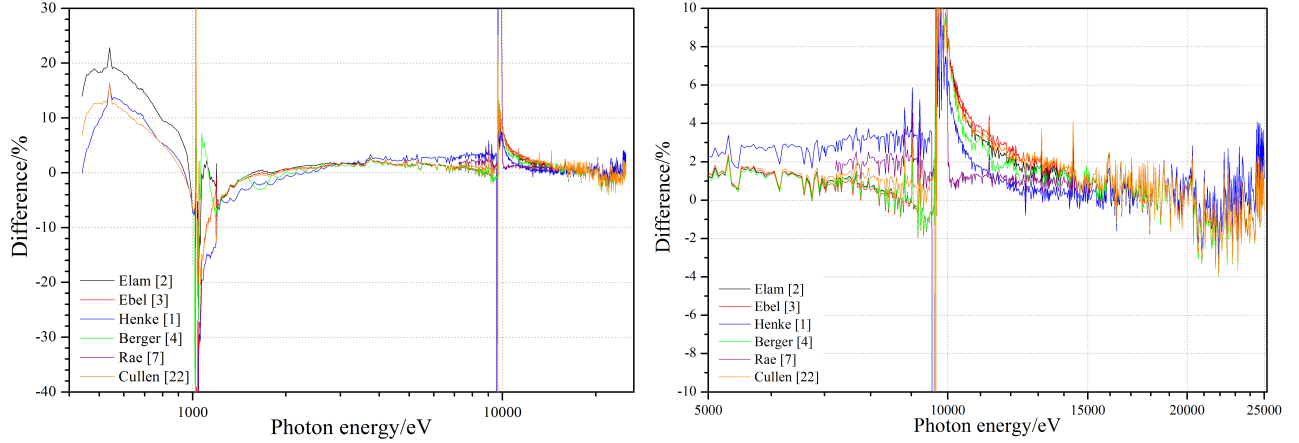 30
20
10
0
-10
-20
-30
-40
Difference/%
Elam [2]
Ebel [3]
Henke [1]
Berger [4]
Rae [7]
Cullen [22]
1000
10000
Photon energy/eV
10
8
6
4
2
0
-2
-4
-6
-8
-10
Difference/%
Elam [2]
Ebel [3]
Henke [1]
Berger [4]
Rae [7]
Cullen [22]
5000
10000
15000
20000
25000
Photon energy/eV